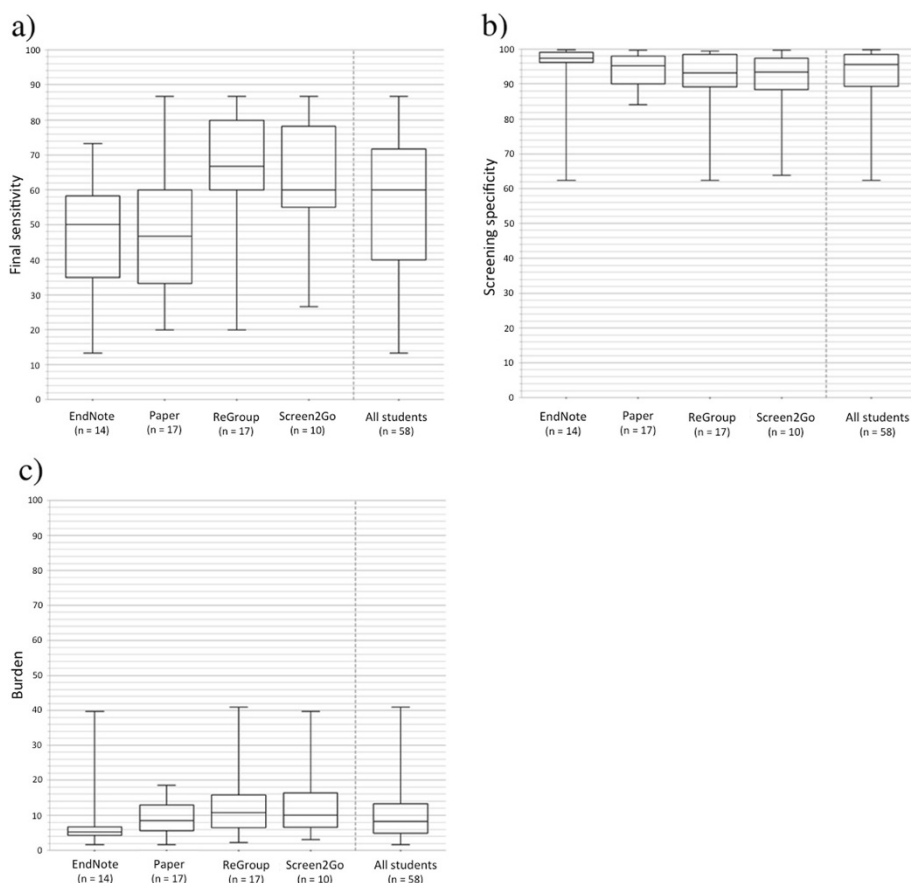 a)
100
90
80
70
60
50
40
30
20
10
0
Final sensitivity
EndNote
(n = 14)
Paper
(n = 17)
ReGroup
(n = 17)
Screen2Go
(n = 10)
All students
(n = 58)
b)
100
90
80
70
60
50
40
30
20
10
0
Screening specificity
EndNote
(n = 14)
Paper
(n = 17)
ReGroup
(n = 17)
Screen2Go
(n = 10)
All students
(n = 58)
c)
100
90
80
70
60
50
40
30
20
10
0
Burden
EndNote
(n = 14)
Paper
(n = 17)
ReGroup
(n = 17)
Screen2Go
(n = 10)
All students
(n = 58)